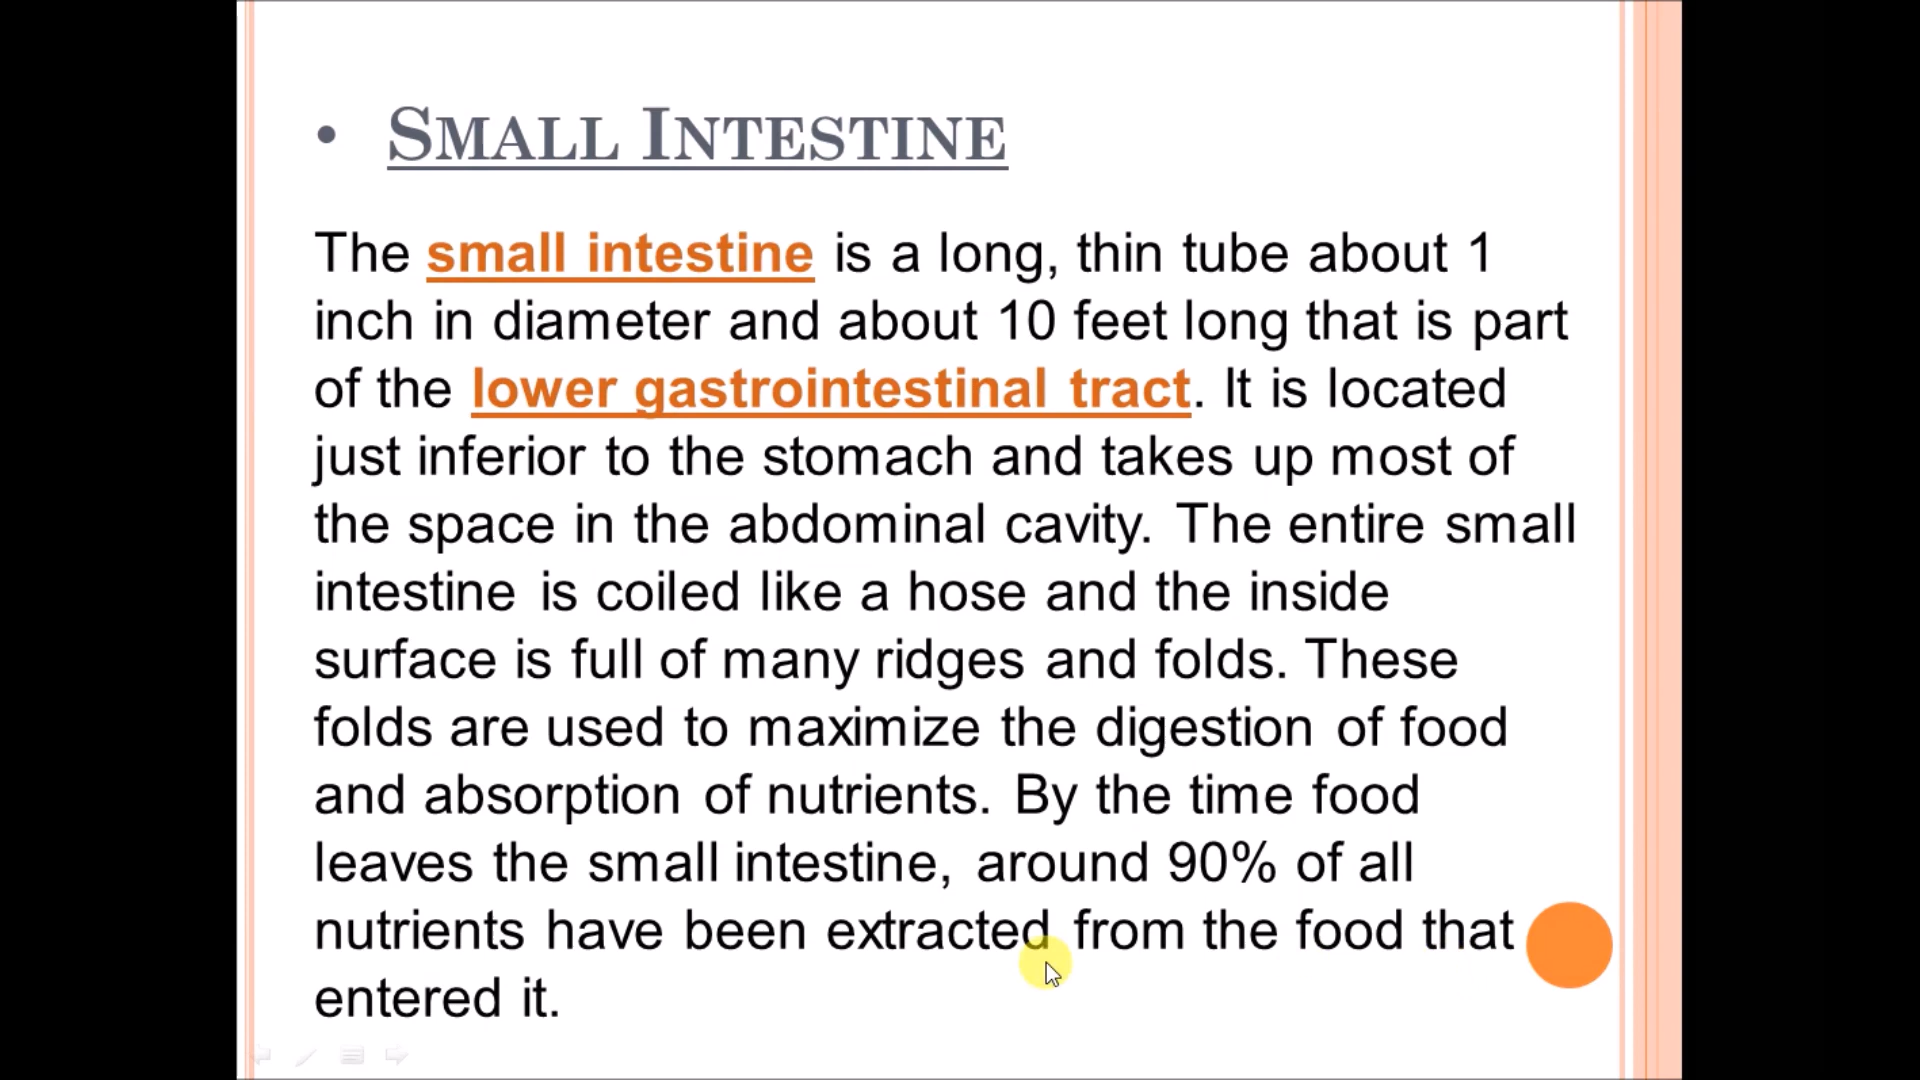 • SMALL INTESTINE
The small intestine is a long, thin tube about 1
inch in diameter and about 10 feet long that is part
of the lower gastrointestinal tract. It is located
just inferior to the stomach and takes up most of
the space in the abdominal cavity. The entire small
intestine is coiled like a hose and the inside
surface is full of many ridges and folds. These
folds are used to maximize the digestion of food
and absorption of nutrients. By the time food
leaves the small intestine, around 90% of all
nutrients have been extracted from the food that
entered it.